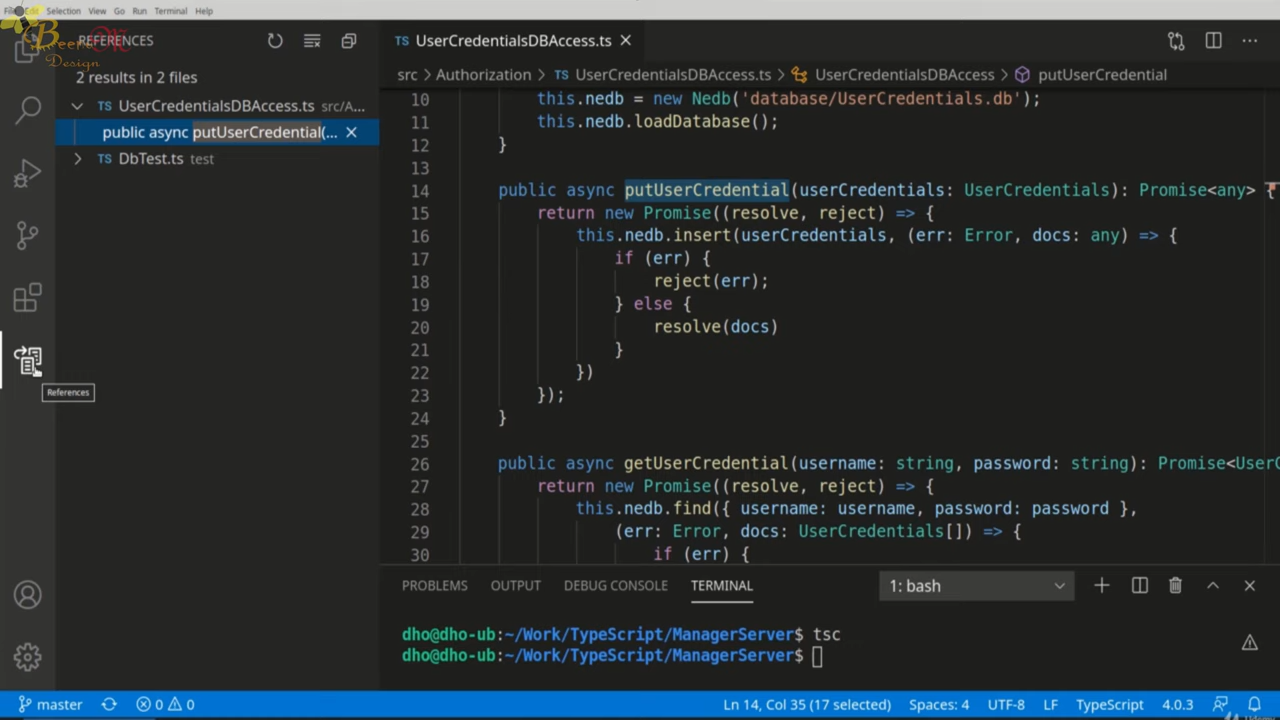 File Edit Selection View Go Run Terminal Help
Beena M
Design
REFERENCES
2 results in 2 files
UserCredentialsDBAccess.ts src/A...
public async putUserCredential(...
DbTest.ts test
References
TS UserCredentialsDBAccess.ts
src > Authorization > TS UserCredentialsDBAccess.ts > UserCredentialsDBAccess > putUserCredential
10 this.nedb = new Nedb('database/UserCredentials.db');
11 this.nedb.loadDatabase();
12 }
13
14 public async putUserCredential(userCredentials: UserCredentials): Promise<any> {
15 return new Promise((resolve, reject) => {
16 this.nedb.insert(userCredentials, (err: Error, docs: any) => {
17 if (err) {
18 reject(err);
19 } else {
20 resolve(docs)
21 }
22 })
23 });
24 }
25
26 public async getUserCredential(username: string, password: string): Promise<UserC
27 return new Promise((resolve, reject) => {
28 this.nedb.find({ username: username, password: password },
29 (err: Error, docs: UserCredentials[]) => {
30 if (err) {
PROBLEMS OUTPUT DEBUG CONSOLE TERMINAL 1: bash
dho@dho-ub:~/Work/TypeScript/ManagerServer$ tsc
dho@dho-ub:~/Work/TypeScript/ManagerServer$
master 0 0 Ln 14, Col 35 (17 selected) Spaces: 4 UTF-8 LF TypeScript 4.0.3